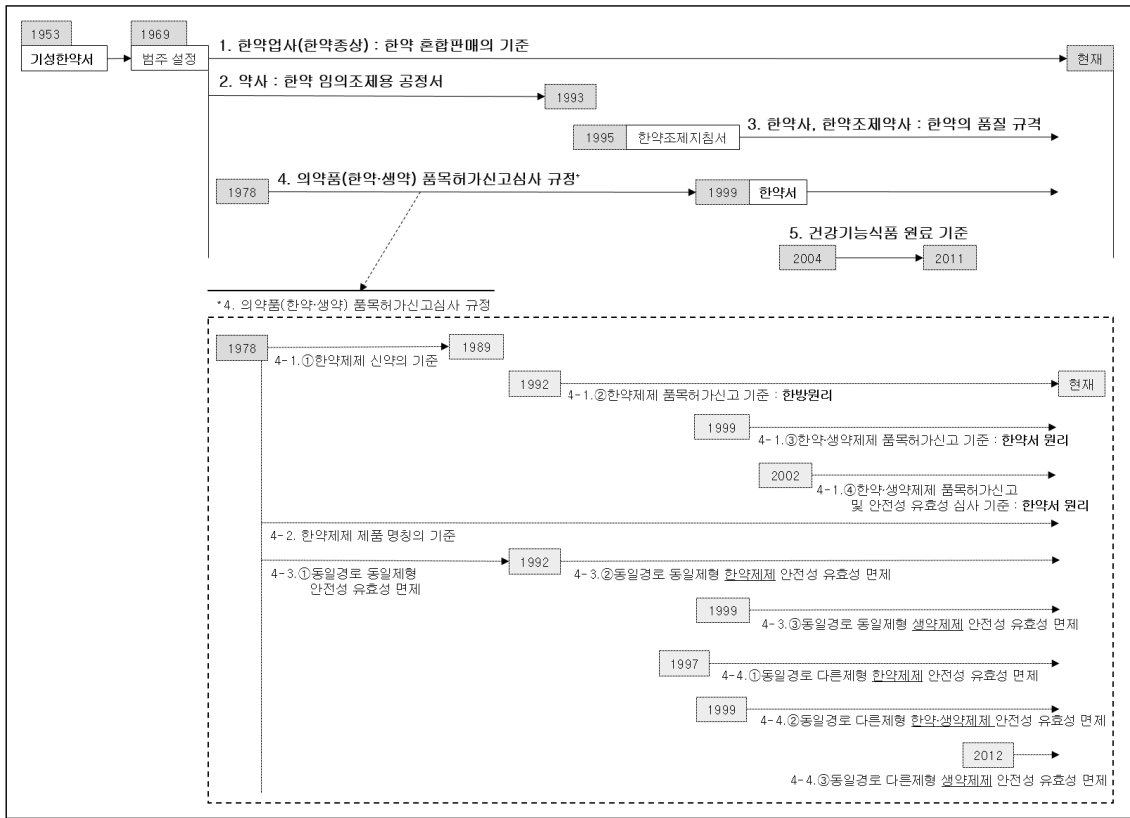 1953
1969
기성한약서
범주 설정
1. 한약업사(한약종상) : 한약 혼합판매의 기준
현재
2. 약사 : 한약 임의조제용 공정서
1993
1995
한약조제지침서
3. 한약사, 한약조제약사 : 한약의 품질 규격
1978
4. 의약품(한약·생약) 품목허가신고심사 규정*
1999
한약서
5. 건강기능식품 원료 기준
2004
2011
*4. 의약품(한약·생약) 품목허가신고심사 규정
1978
4-1.①한약제제 신약의 기준
1989
1992
4-1.②한약제제 품목허가신고 기준 : 한방원리
현재
1999
4-1.③한약·생약제제 품목허가신고 기준 : 한약서 원리
2002
4-1.④한약·생약제제 품목허가신고
및 안전성 유효성 심사 기준 : 한약서 원리
4-2. 한약제제 제품 명칭의 기준
4-3.①동일경로 동일제형
안전성 유효성 면제
1992
4-3.②동일경로 동일제형 한약제제 안전성 유효성 면제
1999
4-3.③동일경로 동일제형 생약제제 안전성 유효성 면제
1997
4-4.①동일경로 다른제형 한약제제 안전성 유효성 면제
1999
4-4.②동일경로 다른제형 한약·생약제제 안전성 유효성 면제
2012
4-4.③동일경로 다른제형 생약제제 안전성 유효성 면제